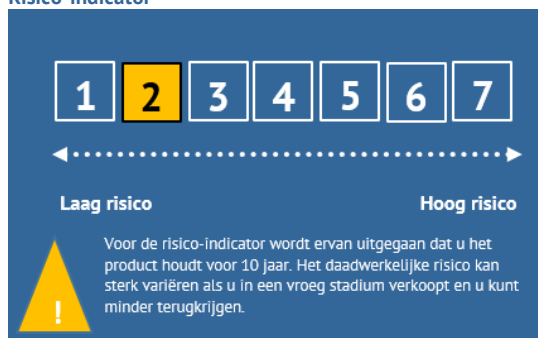 Risico-indicator
1 2 3 4 5 6 7
Laag risico Hoog risico
Voor de risico-indicator wordt ervan uitgegaan dat u het
product houdt voor 10 jaar. Het daadwerkelijke risico kan
sterk variëren als u in een vroeg stadium verkoopt en u kunt
minder terugkrijgen.
!